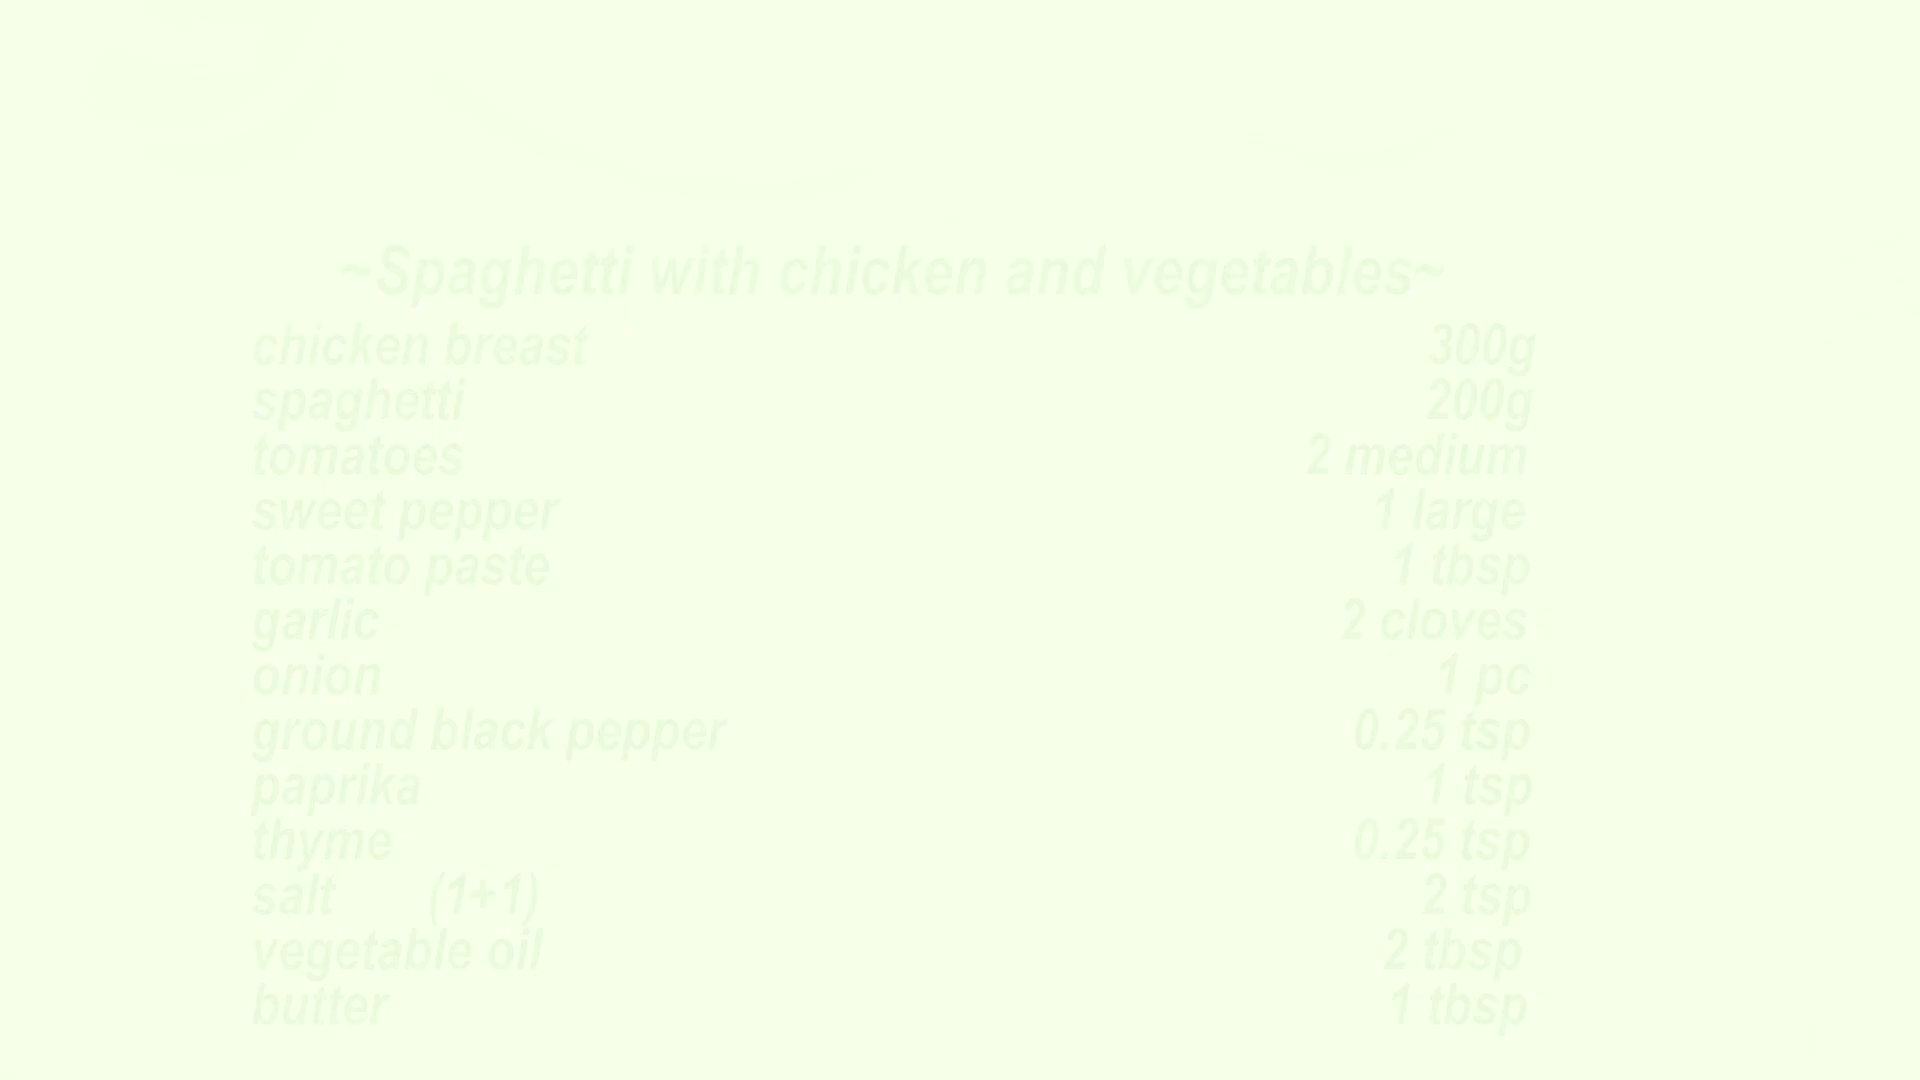 ~Spaghetti with chicken and vegetables~
chicken breast 300g
spaghetti 200g
tomatoes 2 medium
sweet pepper 1 large
tomato paste 1 tbsp
garlic 2 cloves
onion 1 pc
ground black pepper 0.25 tsp
paprika 1 tsp
thyme 0.25 tsp
salt (1+1) 2 tsp
vegetable oil 2 tbsp
butter 1 tbsp